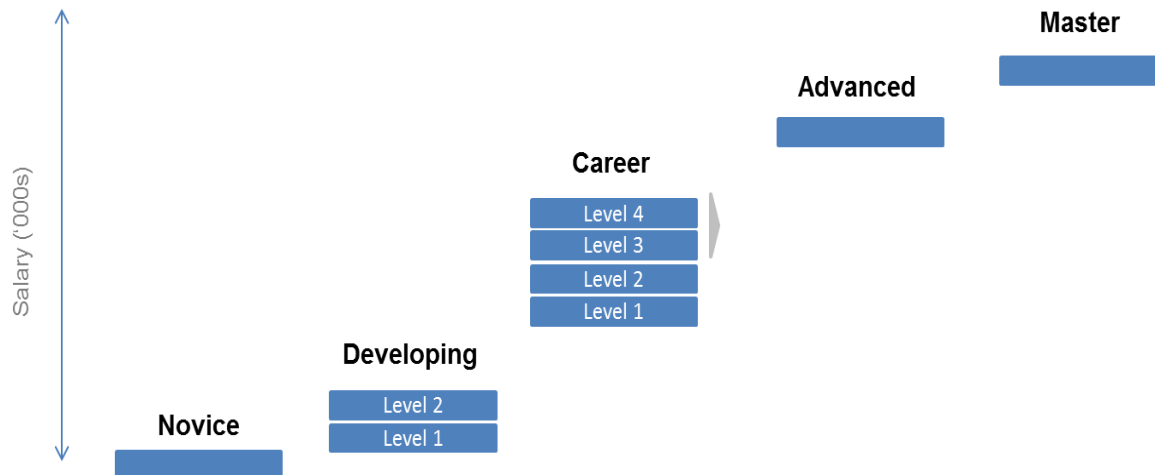 Master
Advanced
Career
Level 4
Level 3
Level 2
Level 1
Developing
Level 2
Level 1
Novice
Salary (‘000s)